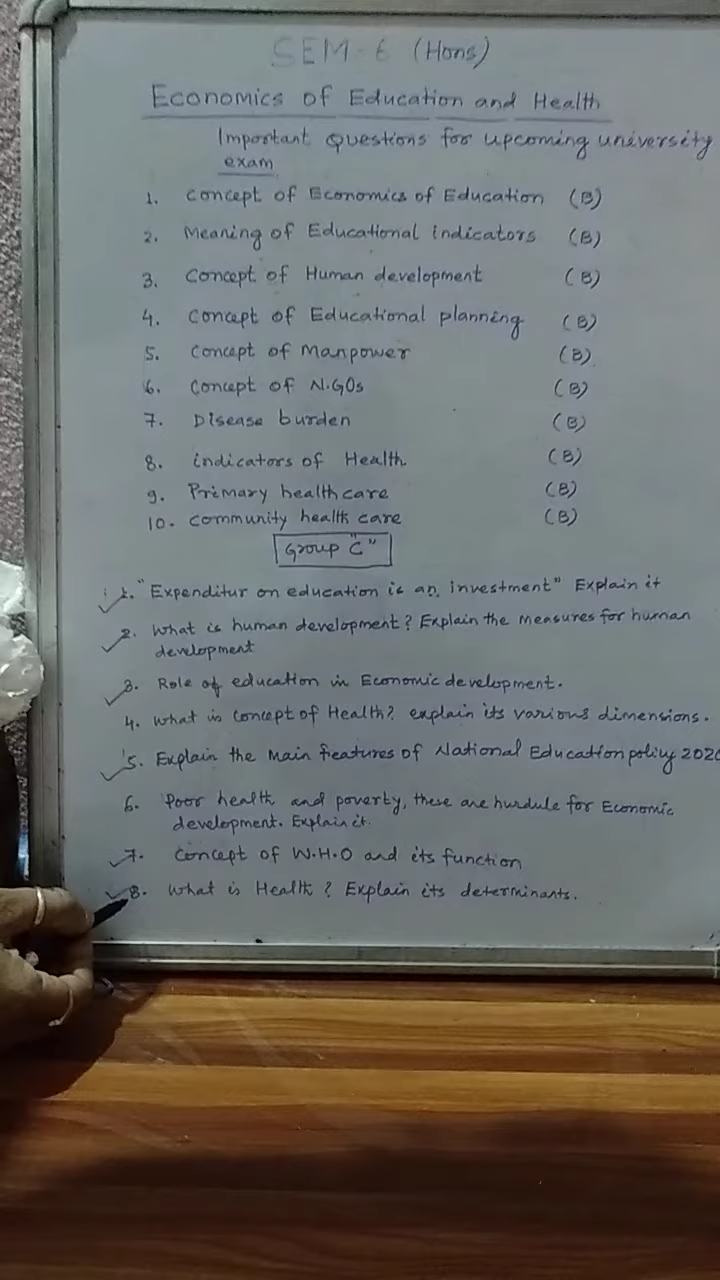 SEM-6 (Hons)
Economics of Education and Health
Important Questions for upcoming university
exam
1. Concept of Economics of Education (B)
2. Meaning of Educational indicators (B)
3. Concept of Human development (B)
4. Concept of Educational planning (B)
5. Concept of Manpower (B)
6. Concept of N.GOs (B)
7. Disease burden (B)
8. indicators of Health (B)
9. Primary healthcare (B)
10. Community health care (B)
Group "C"
1. "Expenditur on education is an investment" Explain it
2. What is human development? Explain the measures for human
development
3. Role of education in Economic development.
4. What is concept of Health? explain its various dimensions.
5. Explain the main features of National Education policy 2020
6. Poor health and poverty, these are hurdule for Economic
development. Explain it.
7. Concept of W.H.O and its function
8. What is Health? Explain its determinants.